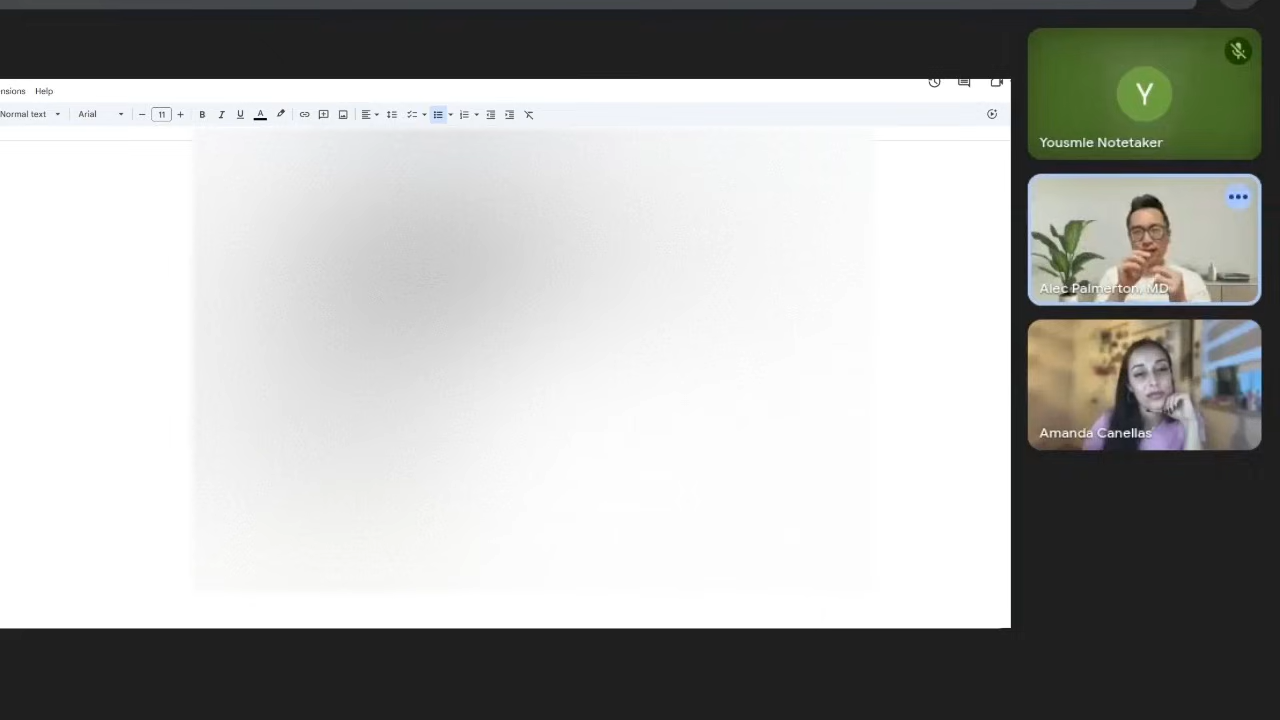 nsions Help
Normal text Arial 11 B I U A
Y
Yousmle Notetaker
Alec Palmerton, MD
Amanda Canellas